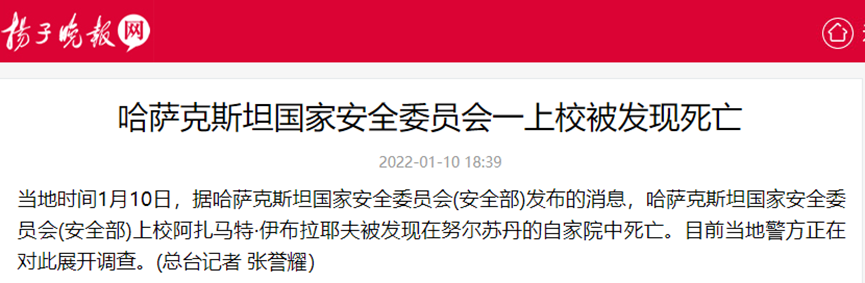 扬子晚报网
哈萨克斯坦国家安全委员会一上校被发现死亡
2022-01-10 18:39
当地时间1月10日，据哈萨克斯坦国家安全委员会(安全部)发布的消息，哈萨克斯坦国家安全委
员会(安全部)上校阿扎马特·伊布拉耶夫被发现在努尔苏丹的自家院中死亡。目前当地警方正在
对此展开调查。(总台记者 张誉耀)